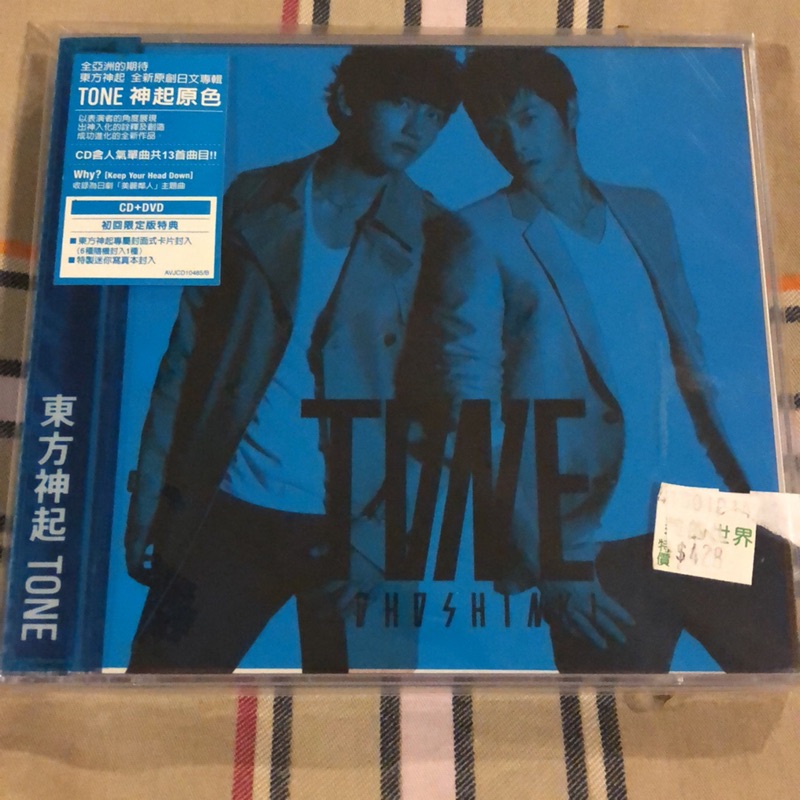 全亞洲的期待
東方神起 全新原創日文專輯
TONE 神起原色
以表演者的角度展現
出神入化的詮釋及創造
成功進化的全新作品
CD含人氣單曲共13首曲目!!
Why? [Keep Your Head Down]
收錄為日劇「美麗鄰人」主題曲
CD+DVD
初回限定版特典
■東方神起專屬封面式卡片封入
(6種隨機封入1種)
■特製迷你寫真本封入
AVJCD10485/B
東方神起 TONE
TONE
TOHOSHINKI
世界
特價 $428